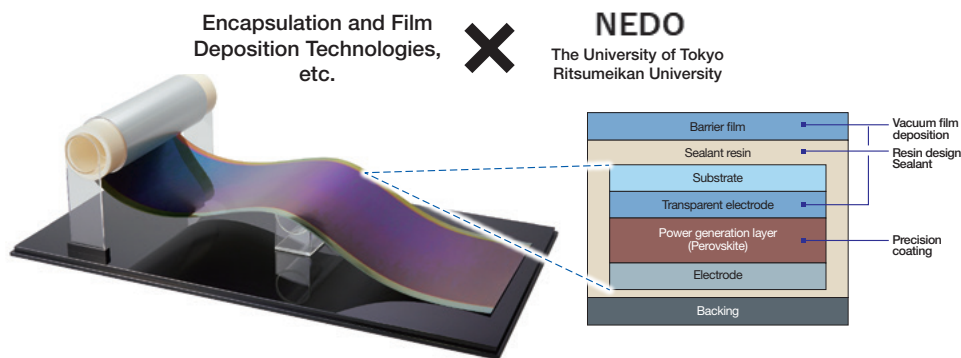 Encapsulation and Film
Deposition Technologies,
etc.
NEDO
The University of Tokyo
Ritsumeikan University
Barrier film
Vacuum film
deposition
Sealant resin
Resin design
Sealant
Substrate
Transparent electrode
Power generation layer
(Perovskite)
Precision
coating
Electrode
Backing